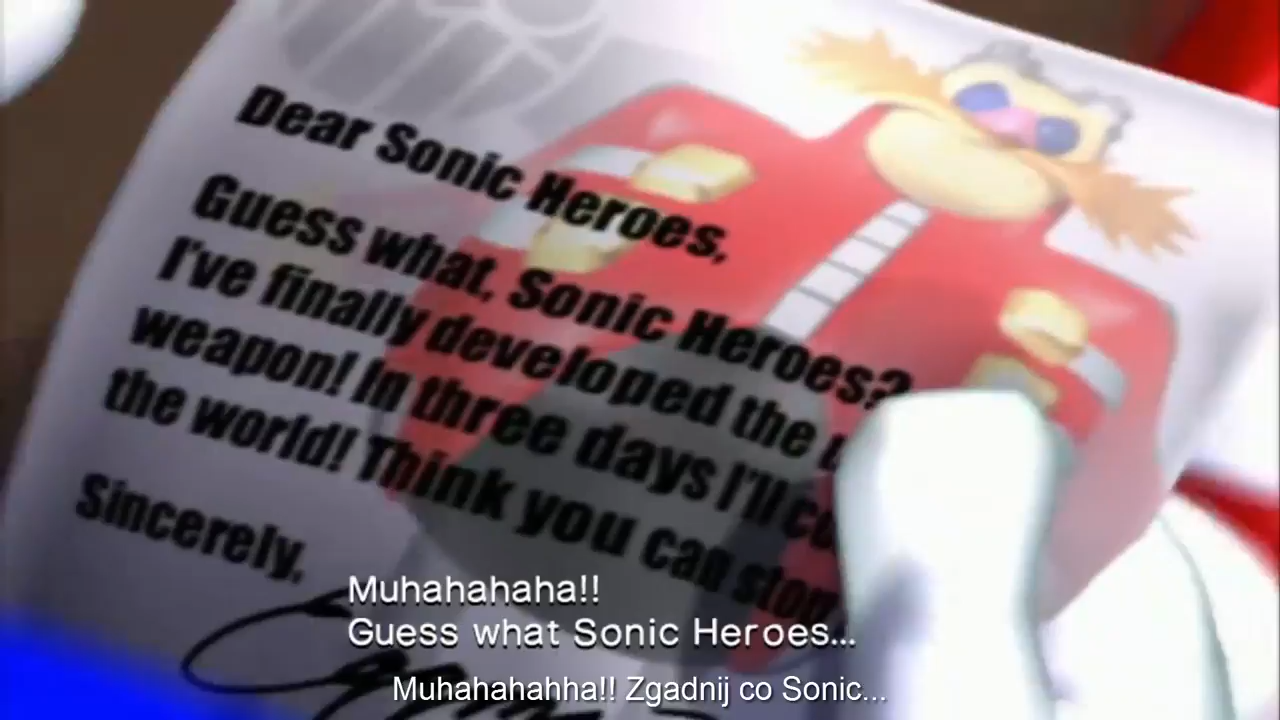 Dear Sonic Heroes,
Guess what, Sonic Heroes?
I've finally developed the
weapon! In three days I'll
the world! Think you can stop
Sincerely,
Muhahahaha!!
Guess what Sonic Heroes...
Muhahahahha!! Zgadnij co Sonic...